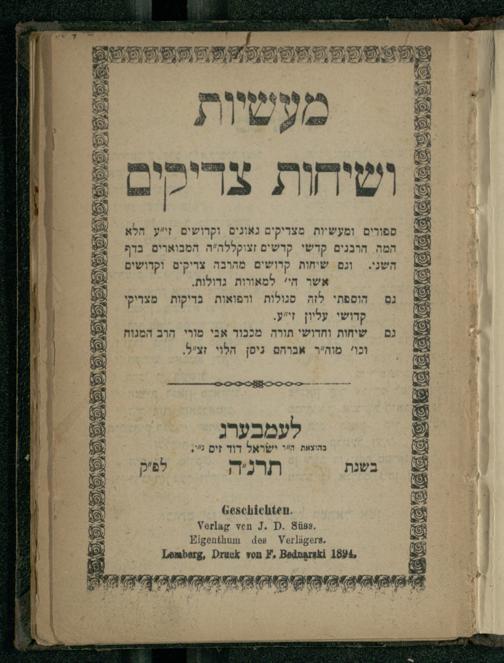 מעשיות
ושיחות צדיקים
ספורים ומעשיות מצדיקים גאונים וקדושים זי״ע הלא
המה הרבנים קדשי קדשים זצוקללה״ה המבוארים בדף
השני. וגם שיחות קדושים מהרבה צדיקים וקדושים
אשר הי׳ למאורות גדולות.
גם הוספתי לזה סגולות ורפואות בדיקות מצדיקי
קדושי עליון זי״ע.
גם שיחות וחדושי תורה מכבוד אבי מורי הרב המנוח
וכו׳ מוה״ר אברהם ניסן הלוי זצ״ל.
לעמבערג
בהוצאת הר״ר ישראל דוד זיס נ״י.
בשנת תרנ״ה לפ״ק
Geschichten.
Verlag von J. D. Süss.
Eigenthum des Verlägers.
Lemberg, Druck von F. Bednarski 1894.